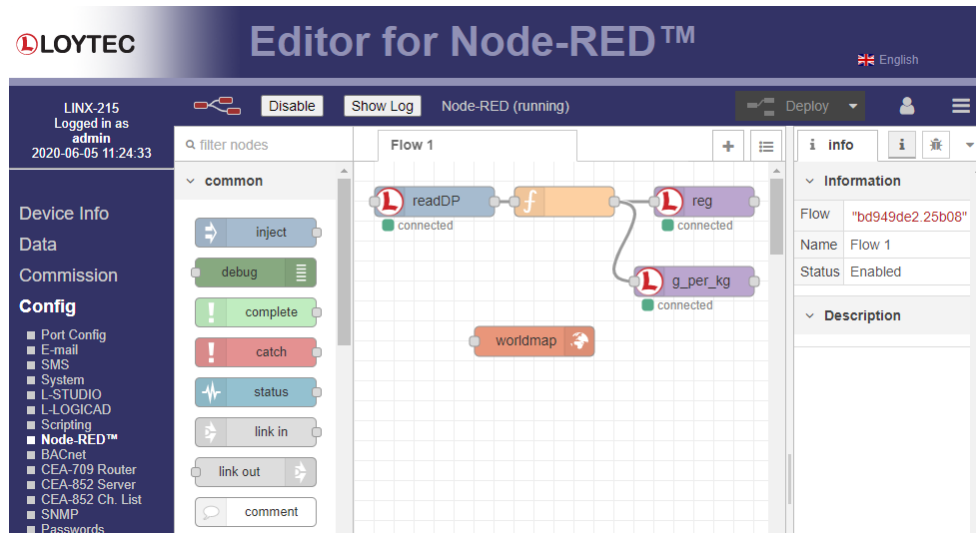 LOYTEC
Editor for Node-RED™
English
LINX-215
Logged in as
admin
2020-06-05 11:24:33
Disable
Show Log
Node-RED (running)
Deploy
Device Info
Data
Commission
Config
Port Config
E-mail
SMS
System
L-STUDIO
L-LOGICAD
Scripting
Node-RED™
BACnet
CEA-709 Router
CEA-852 Server
CEA-852 Ch. List
SNMP
Passwords
filter nodes
common
inject
debug
complete
catch
status
link in
link out
comment
Flow 1
readDP
connected
f
reg
connected
g_per_kg
connected
worldmap
i info
i
Information
Flow "bd949de2.25b08"
Name Flow 1
Status Enabled
Description